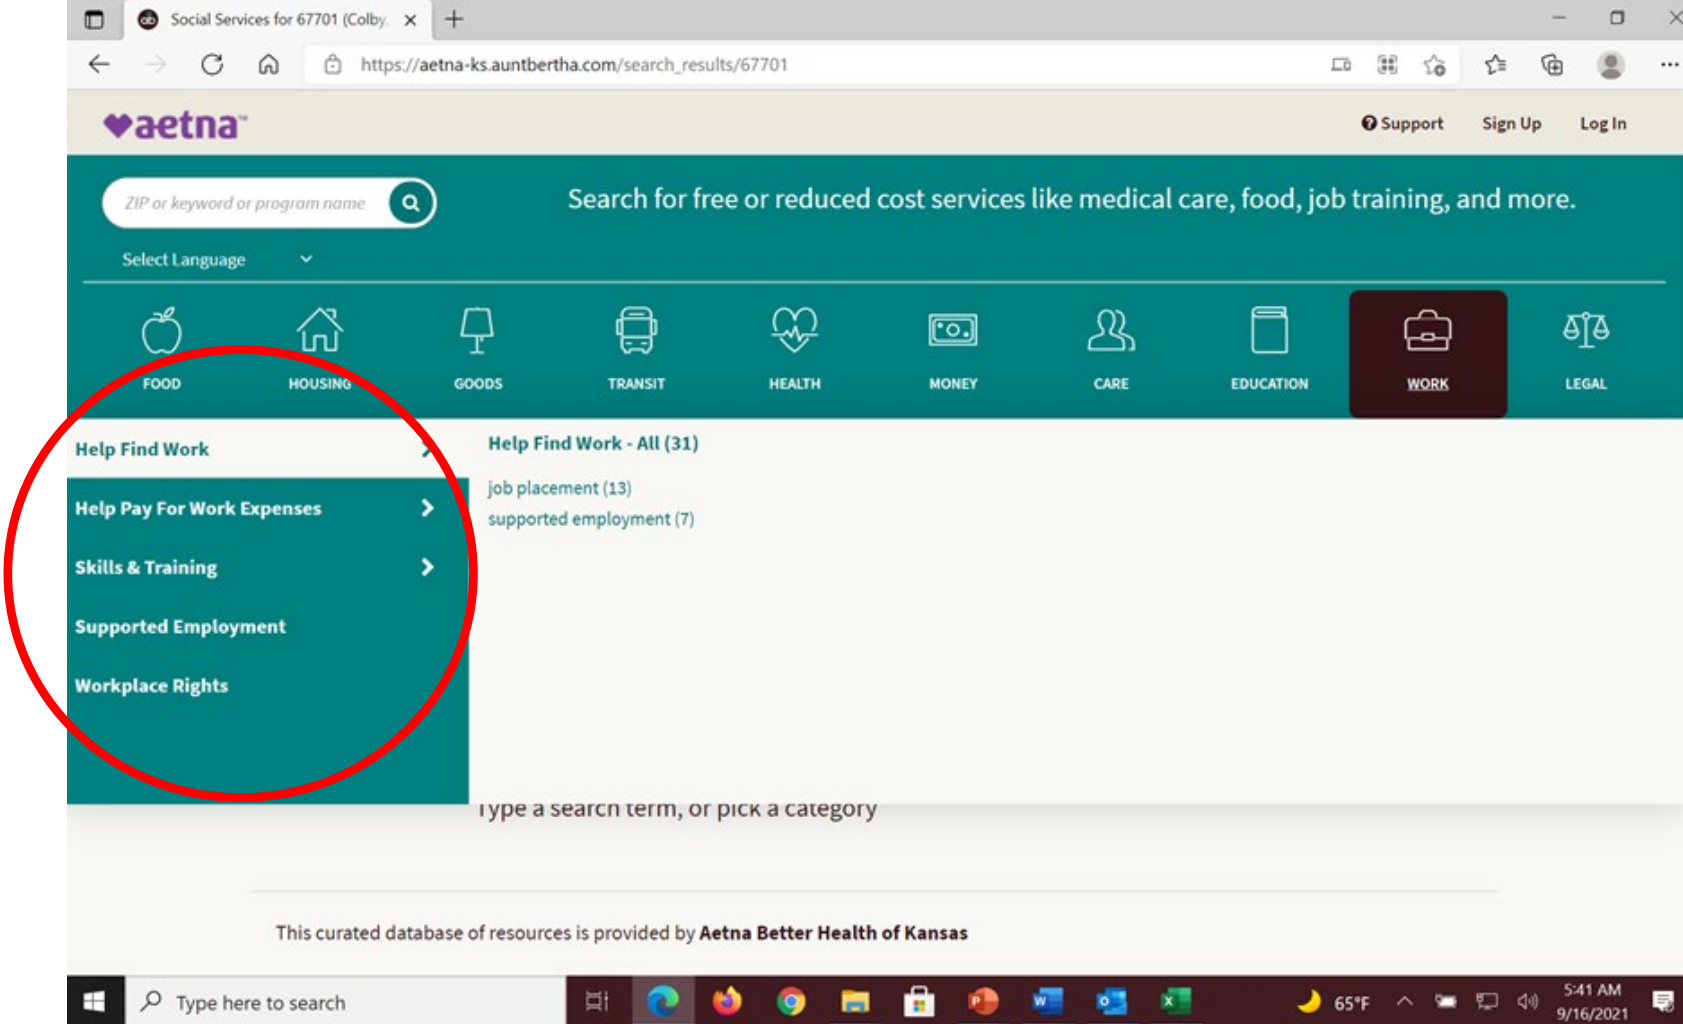 Social Services for 67701 (Colby,
https://aetna-ks.auntbertha.com/search_results/67701
aetna™
Support Sign Up Log In
ZIP or keyword or program name
Search for free or reduced cost services like medical care, food, job training, and more.
Select Language
FOOD HOUSING GOODS TRANSIT HEALTH MONEY CARE EDUCATION WORK LEGAL
Help Find Work
Help Pay For Work Expenses
Skills & Training
Supported Employment
Workplace Rights
Help Find Work - All (31)
job placement (13)
supported employment (7)
Type a search term, or pick a category
This curated database of resources is provided by Aetna Better Health of Kansas
Type here to search
65°F
5:41 AM
9/16/2021